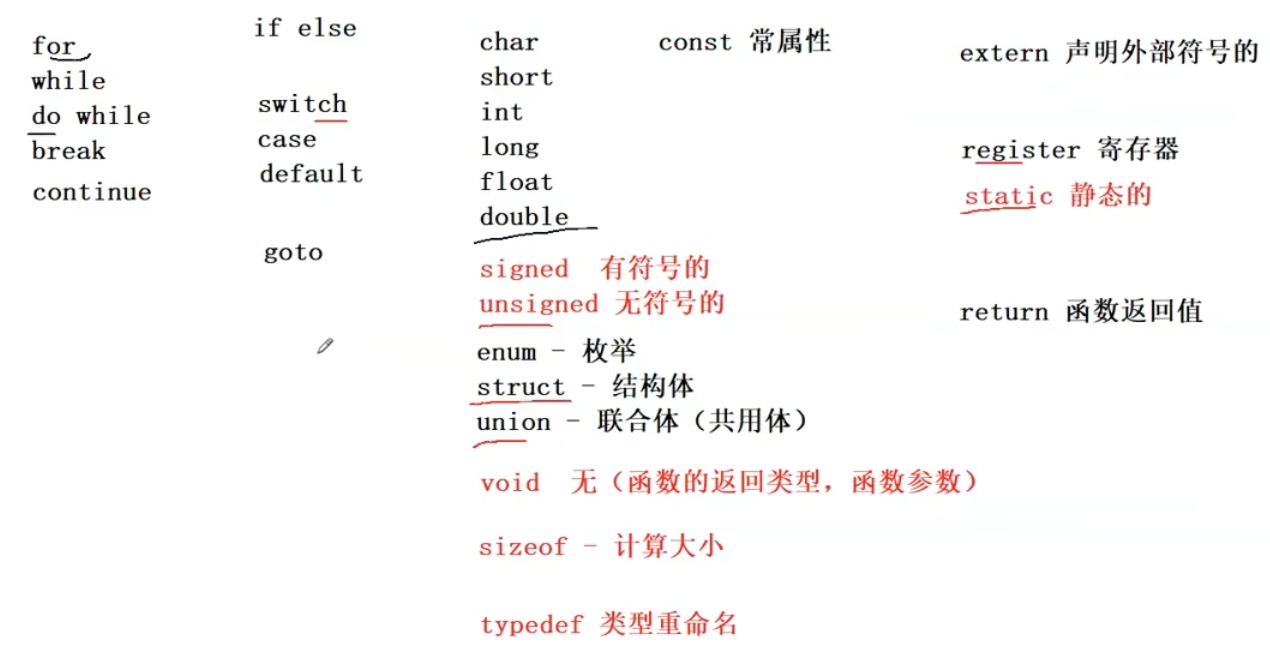 for
while
do while
break
continue
if else
switch
case
default
goto
char
short
int
long
float
double
signed 有符号的
unsigned 无符号的
enum - 枚举
struct - 结构体
union - 联合体（共用体）
void 无（函数的返回类型，函数参数）
sizeof - 计算大小
typedef 类型重命名
const 常属性
extern 声明外部符号的
register 寄存器
static 静态的
return 函数返回值